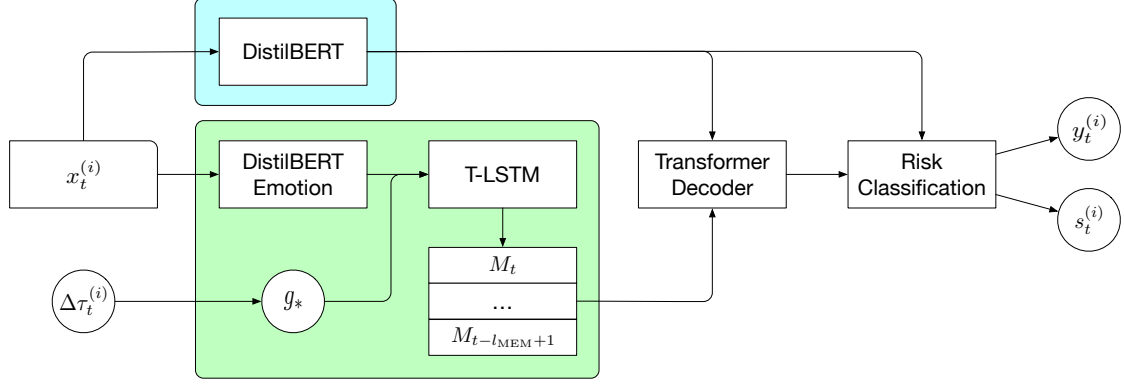 DistilBERT
x_t^{(i)}
DistilBERT
Emotion
T-LSTM
Transformer
Decoder
Risk
Classification
y_t^{(i)}
s_t^{(i)}
Δτ_t^{(i)}
g_*
M_t
...
M_{t-l_{MEM}+1}